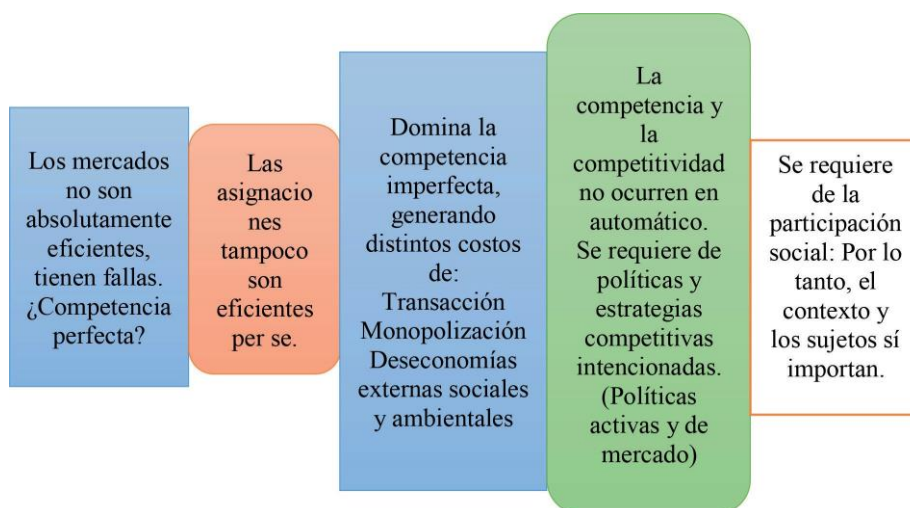 Los mercados
no son
absolutamente
eficientes,
tienen fallas.
¿Competencia
perfecta?
Las
asignacio
nes
tampoco
son
eficientes
per se.
Domina la
competencia
imperfecta,
generando
distintos costos
de:
Transacción
Monopolización
Deseconomías
externas sociales
y ambientales
La
competencia y
la
competitividad
no ocurren en
automático.
Se requiere de
políticas y
estrategias
competitivas
intencionadas.
(Políticas
activas y de
mercado)
Se requiere
de la
participación
social: Por lo
tanto, el
contexto y
los sujetos sí
importan.